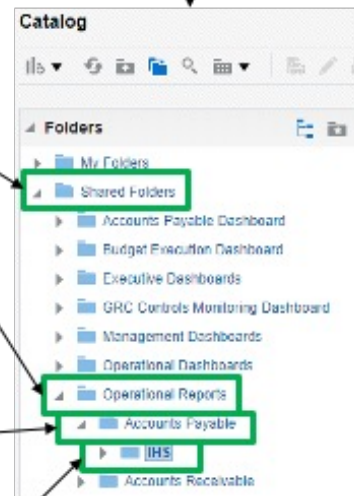 Catalog
Folders
My Folders
Shared Folders
Accounts Payable Dashboard
Budget Execution Dashboard
Executive Dashboards
GRC Controls Monitoring Dashboard
Management Dashboards
Operational Dashboards
Operational Reports
Accounts Payable
IHS
Accounts Receivable